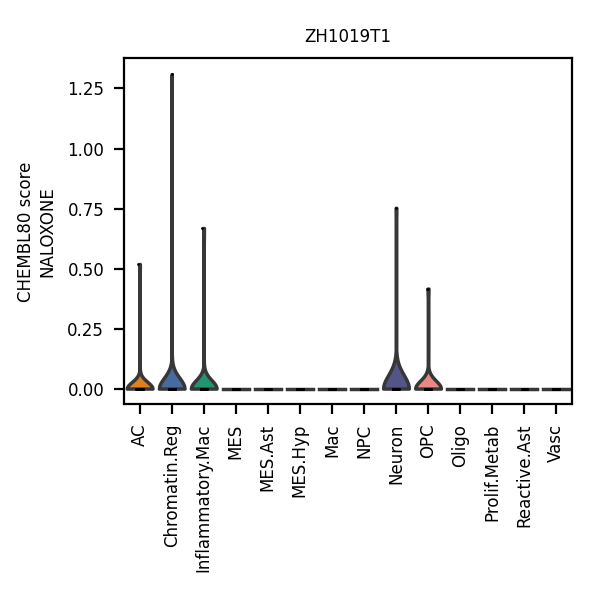 ZH1019T1
CHEMBL80 score
NALOXONE
1.25
1.00
0.75
0.50
0.25
0.00
AC
Chromatin.Reg
Inflammatory.Mac
MES
MES.Ast
MES.Hyp
Mac
NPC
Neuron
OPC
Oligo
Prolif.Metab
Reactive.Ast
Vasc